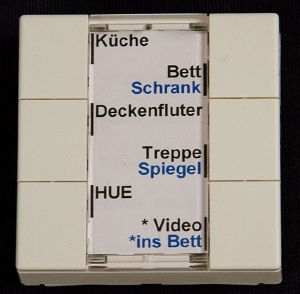 Küche
Bett
Schrank
Deckenfluter
Treppe
Spiegel
HUE
* Video
*ins Bett